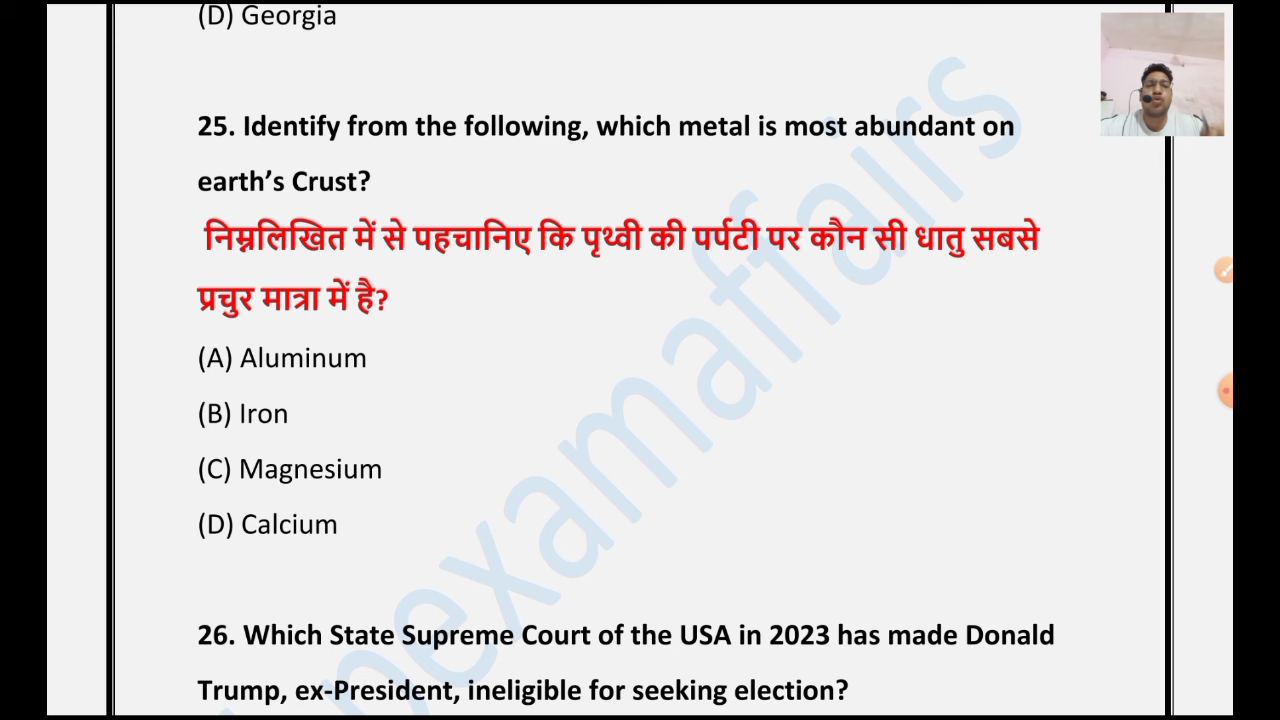 (D) Georgia
25. Identify from the following, which metal is most abundant on
earth’s Crust?
निम्नलिखित में से पहचानिए कि पृथ्वी की पर्पटी पर कौन सी धातु सबसे
प्रचुर मात्रा में है?
(A) Aluminum
(B) Iron
(C) Magnesium
(D) Calcium
26. Which State Supreme Court of the USA in 2023 has made Donald
Trump, ex-President, ineligible for seeking election?
examaffairs